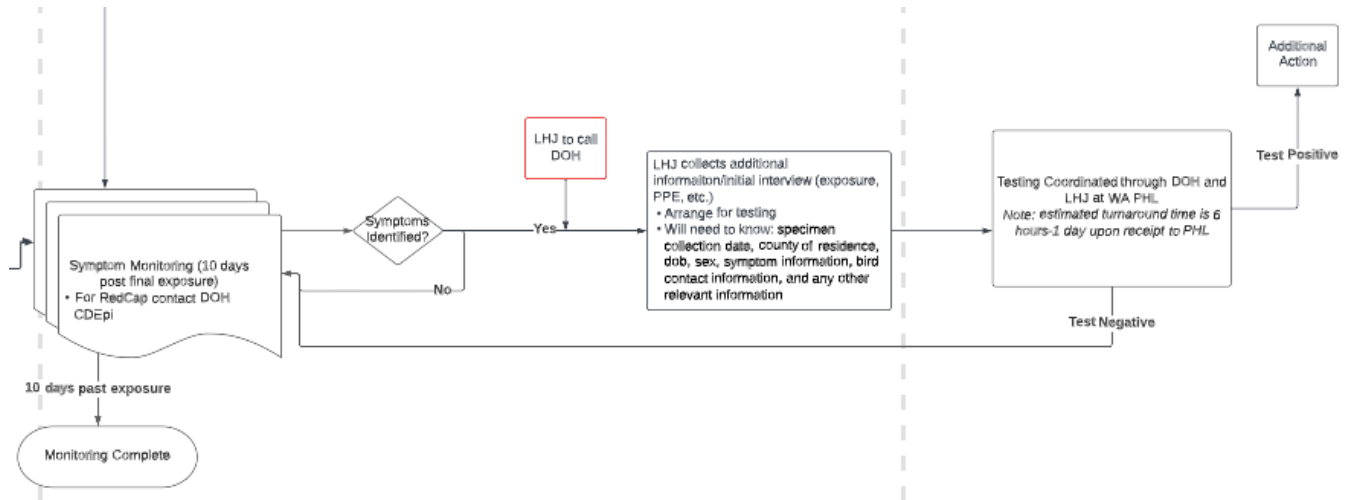 Additional
Action
Test Positive
LHJ to call
DOH
LHJ collects additional
informaiton/initial interview (exposure,
PPE, etc.)
• Arrange for testing
• Will need to know: specimen
collection date, county of residence,
dob, sex, symptom information, bird
contact information, and any other
relevant information
Testing Coordinated through DOH and
LHJ at WA PHL
Note: estimated turnaround time is 6
hours-1 day upon receipt to PHL
Symptoms
Identified?
Yes
No
Symptom Monitoring (10 days
post final exposure)
• For RedCap contact DOH
CDEpi
Test Negative
10 days past exposure
Monitoring Complete